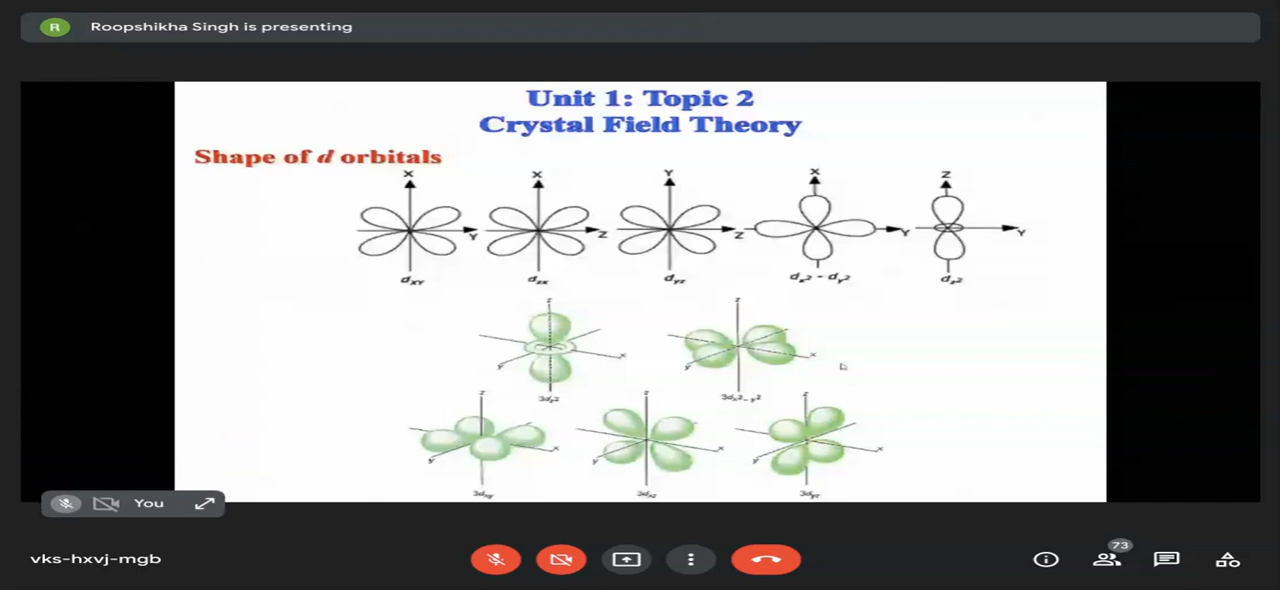 R Roopshikha Singh is presenting
Unit 1: Topic 2
Crystal Field Theory
Shape of d orbitals
X X Y X Z
Y Z Z Y Y
dXY dzx dyz dx² - dy² dz²
z z
x x
y y
3dz² 3dx²-y²
z z z
x x x
y y y
3dxy 3dxz 3dyz
You
vks-hxvj-mgb
73